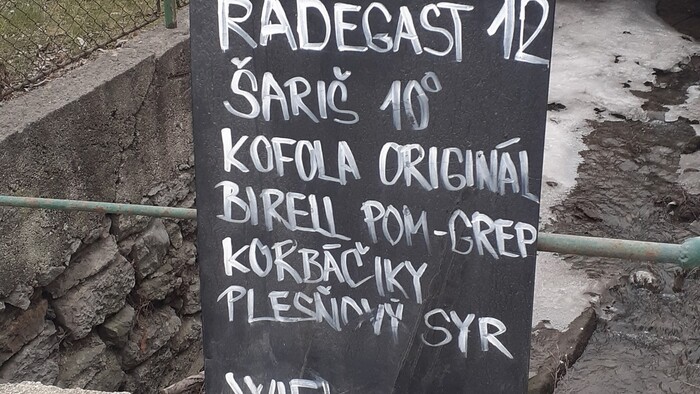 RADEGAST 12
ŠARIŠ 10°
KOFOLA ORIGINÁL
BIRELL POM-GREP
KORBÁČIKY
PLESŇOVÝ SYR